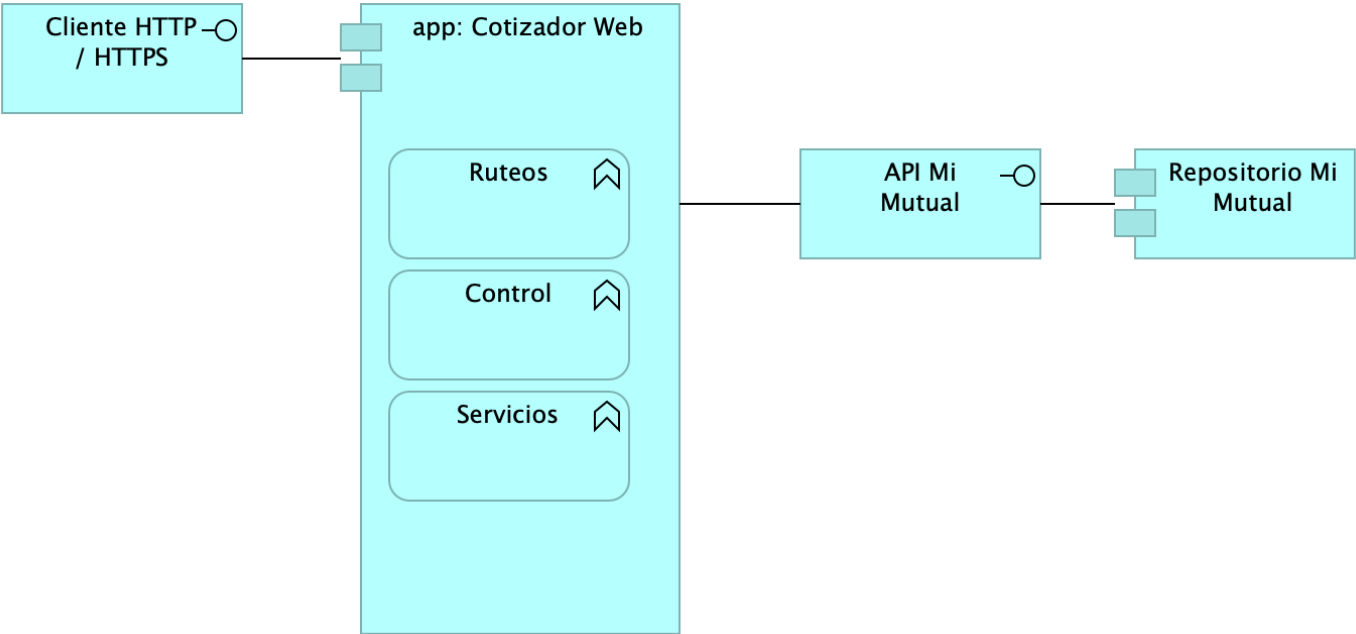 Cliente HTTP
/ HTTPS
app: Cotizador Web
Ruteos
Control
Servicios
API Mi
Mutual
Repositorio Mi
Mutual